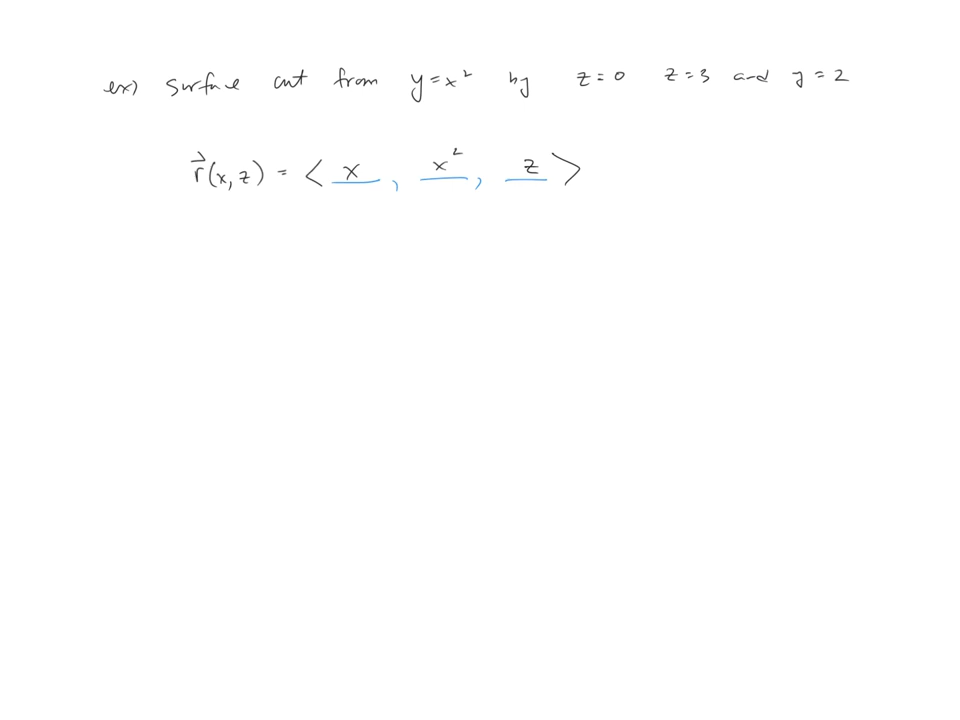 ex) surface cut from y = x² by z = 0 z = 3 and y = 2
r⃗(x, z) = < x , x² , z >